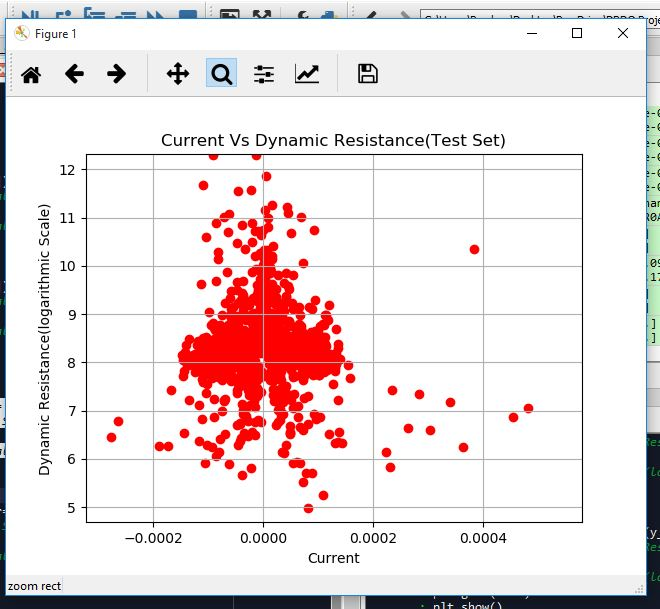 Figure 1
Current Vs Dynamic Resistance(Test Set)
Dynamic Resistance(logarithmic Scale)
12
11
10
9
8
7
6
5
−0.0002 0.0000 0.0002 0.0004
Current
zoom rect
plt.show()